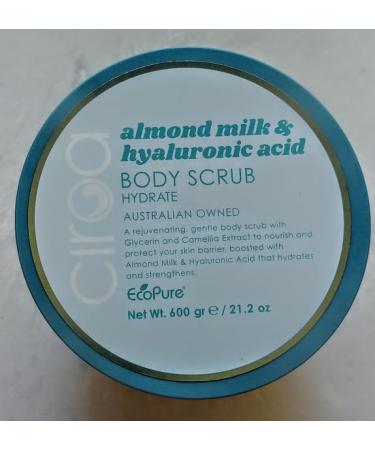 ciroa
almond milk &
hyaluronic acid
BODY SCRUB
HYDRATE
AUSTRALIAN OWNED
A rejuvenating, gentle body scrub with
Glycerin and Camellia Extract to nourish and
protect your skin barrier, boosted with
Almond Milk & Hyaluronic Acid that hydrates
and strengthens.
EcoPure®
Net Wt. 600 gr ℮ / 21.2 oz